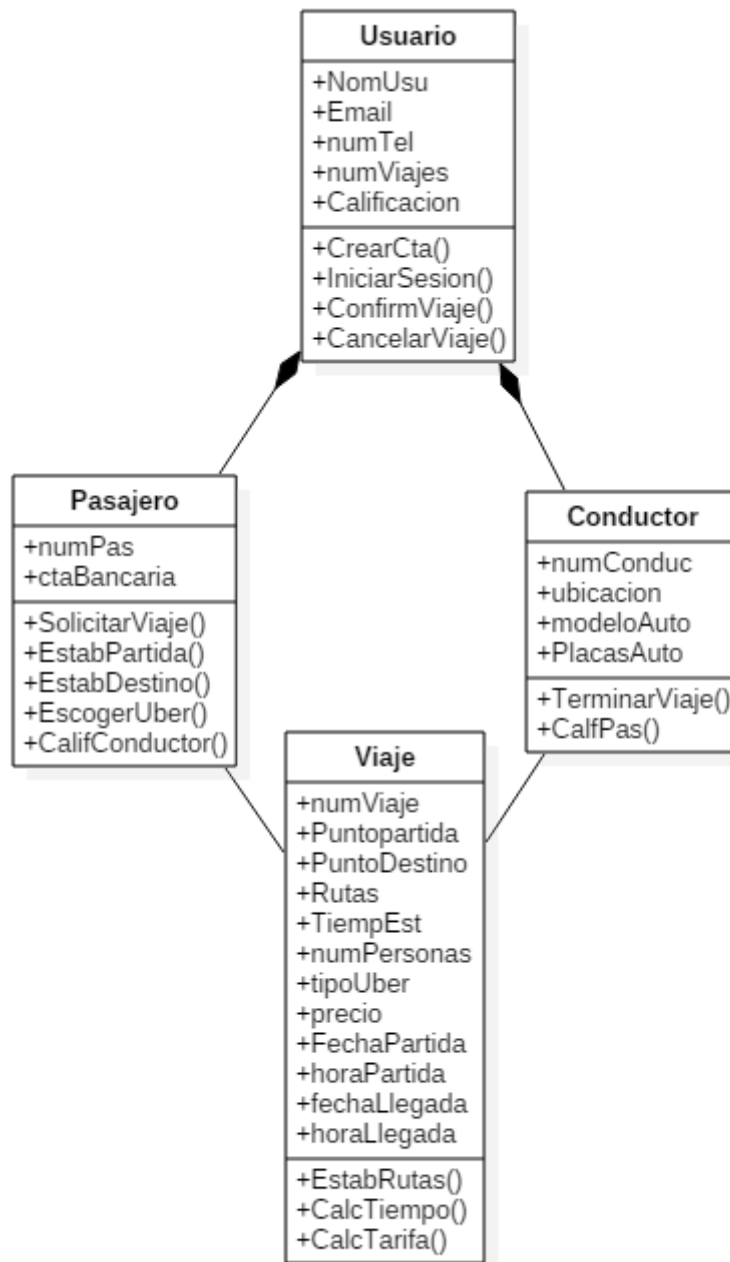 Usuario
+NomUsu
+Email
+numTel
+numViajes
+Calificacion
+CrearCta()
+IniciarSesion()
+ConfirmViaje()
+CancelarViaje()
Pasajero
+numPas
+ctaBancaria
+SolicitarViaje()
+EstabPartida()
+EstabDestino()
+EscogerUber()
+CalifConductor()
Conductor
+numConduc
+ubicacion
+modeloAuto
+PlacasAuto
+TerminarViaje()
+CalfPas()
Viaje
+numViaje
+Puntopartida
+PuntoDestino
+Rutas
+TiempEst
+numPersonas
+tipoUber
+precio
+FechaPartida
+horaPartida
+fechaLlegada
+horaLlegada
+EstabRutas()
+CalcTiempo()
+CalcTarifa()